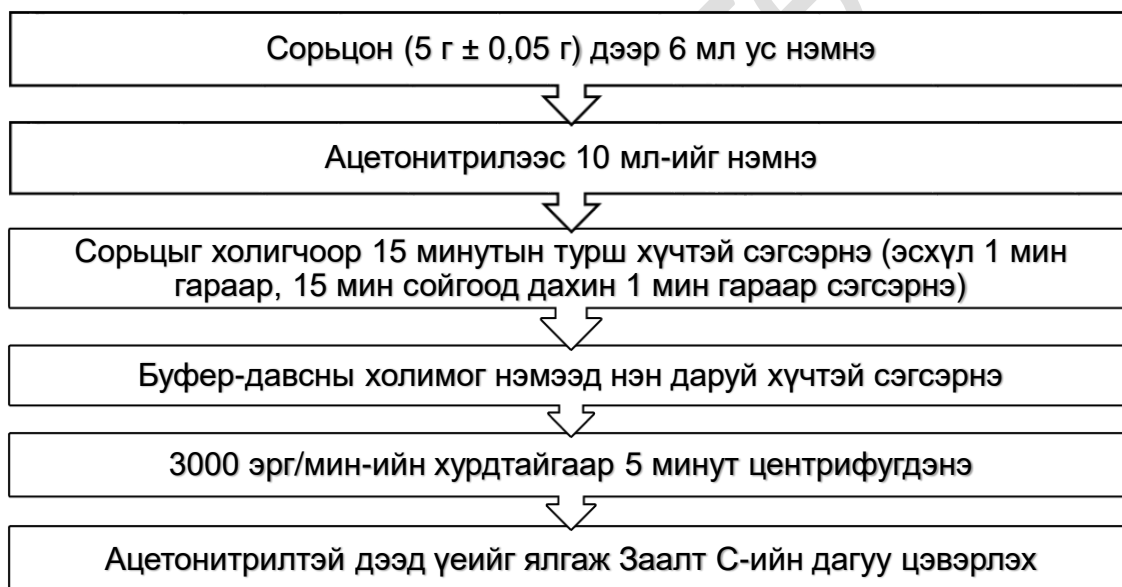 Сорьцон (5 г ± 0,05 г) дээр 6 мл ус нэмнэ
Ацетонитрилээс 10 мл-ийг нэмнэ
Сорьцыг холигчоор 15 минутын турш хүчтэй сэгсэрнэ (эсхүл 1 мин
гараар, 15 мин сойгоод дахин 1 мин гараар сэгсэрнэ)
Буфер-давсны холимог нэмээд нэн даруй хүчтэй сэгсэрнэ
3000 эрг/мин-ийн хурдтайгаар 5 минут центрифугдэнэ
Ацетонитрилтэй дээд үеийг ялгаж Заалт С-ийн дагуу цэвэрлэх